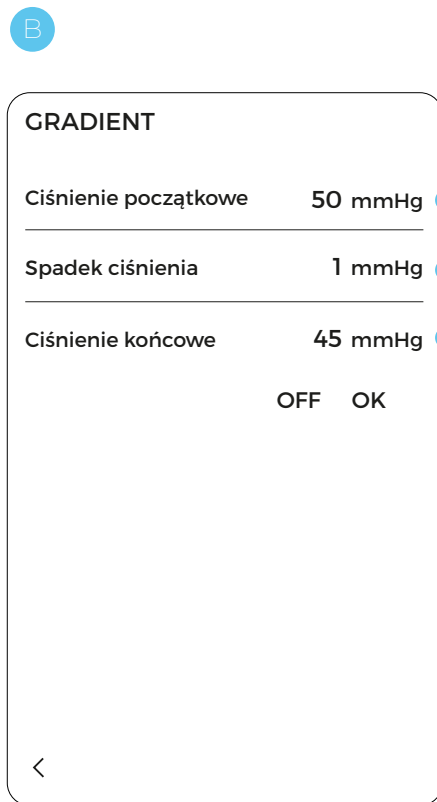 B
GRADIENT
Ciśnienie początkowe 50 mmHg
Spadek ciśnienia 1 mmHg
Ciśnienie końcowe 45 mmHg
OFF OK